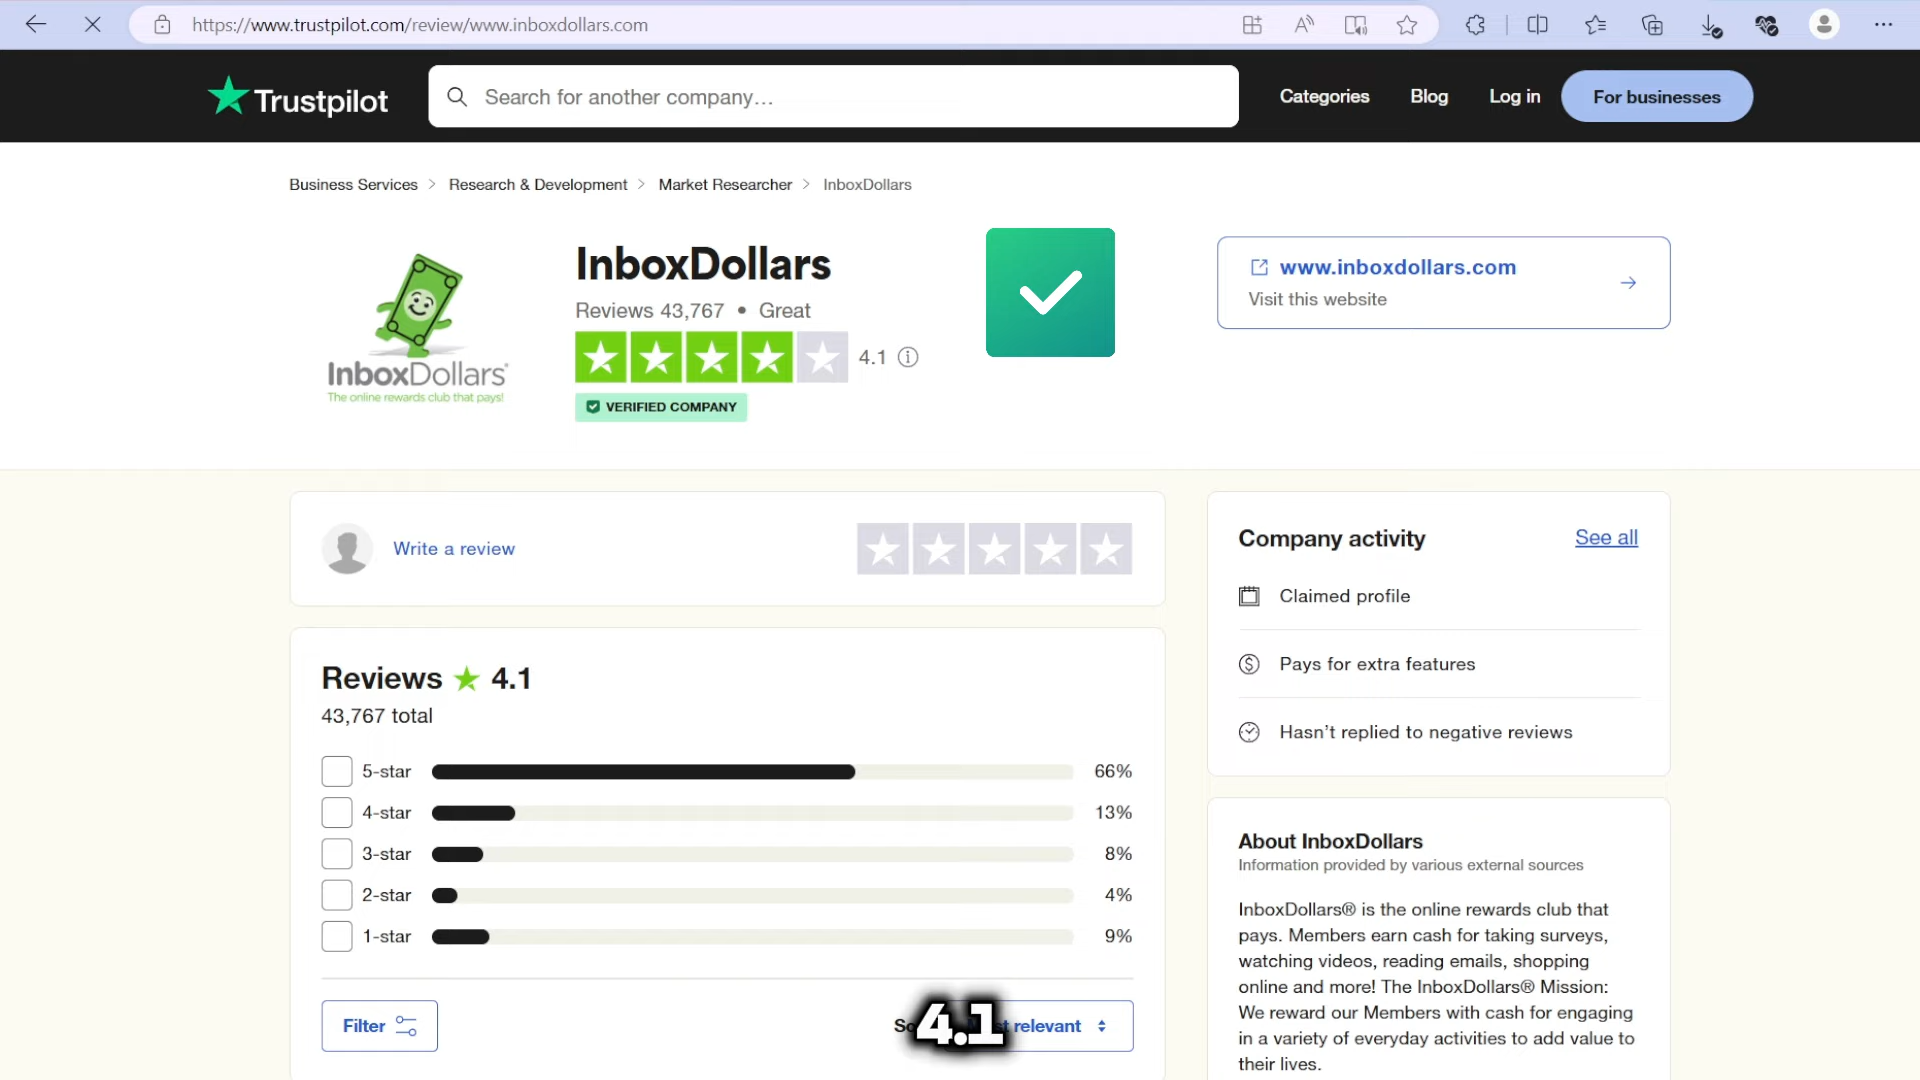 https://www.trustpilot.com/review/www.inboxdollars.com
Trustpilot
Search for another company...
Categories
Blog
Log in
For businesses
Business Services > Research & Development > Market Researcher > InboxDollars
InboxDollars
The online rewards club that pays!
InboxDollars
Reviews 43,767 • Great
4.1
VERIFIED COMPANY
www.inboxdollars.com
Visit this website
Write a review
Company activity
See all
Claimed profile
Pays for extra features
Hasn't replied to negative reviews
Reviews 4.1
43,767 total
5-star 66%
4-star 13%
3-star 8%
2-star 4%
1-star 9%
Filter
relevant
4.1
About InboxDollars
Information provided by various external sources
InboxDollars® is the online rewards club that
pays. Members earn cash for taking surveys,
watching videos, reading emails, shopping
online and more! The InboxDollars® Mission:
We reward our Members with cash for engaging
in a variety of everyday activities to add value to
their lives.